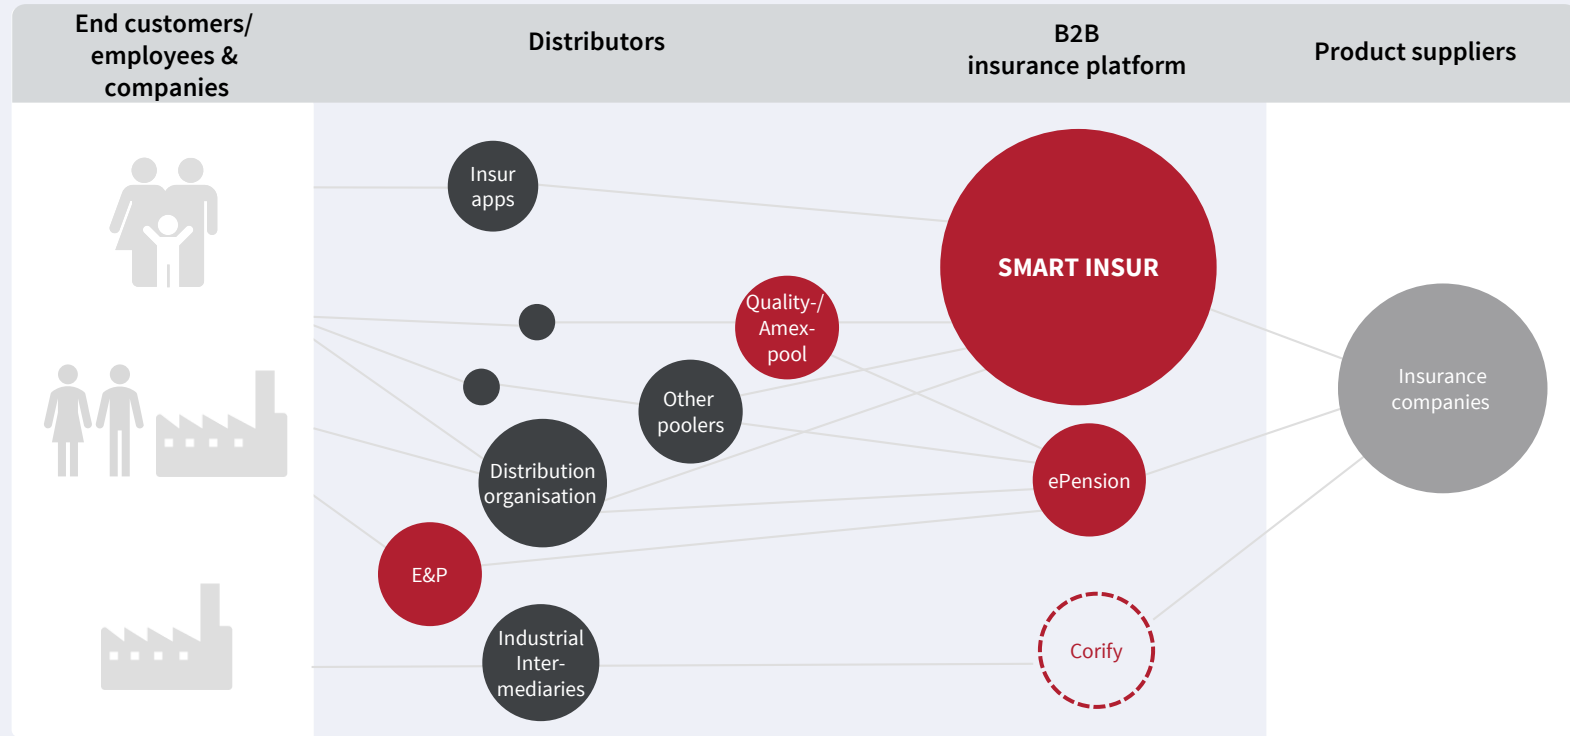 End customers/
employees &
companies
Distributors
B2B
insurance platform
Product suppliers
Insur
apps
SMART INSUR
Quality-/
Amex-
pool
Other
poolers
Insurance
companies
Distribution
organisation
ePension
E&P
Industrial
Inter-
mediaries
Corify